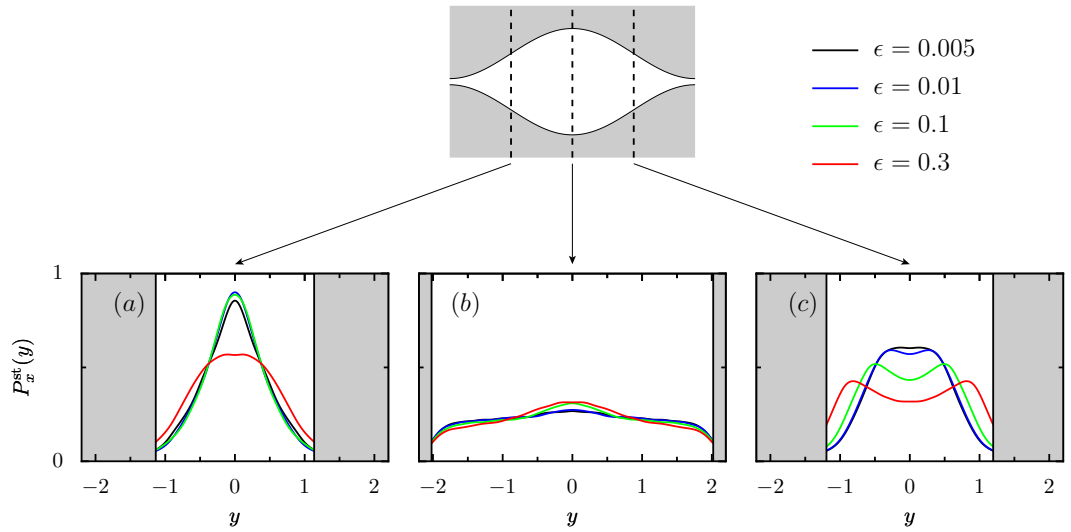 ϵ = 0.005
ϵ = 0.01
ϵ = 0.1
ϵ = 0.3
(a)
(b)
(c)
1
0
P_x^st(y)
−2 −1 0 1 2
−2 −1 0 1 2
−2 −1 0 1 2
y
y
y